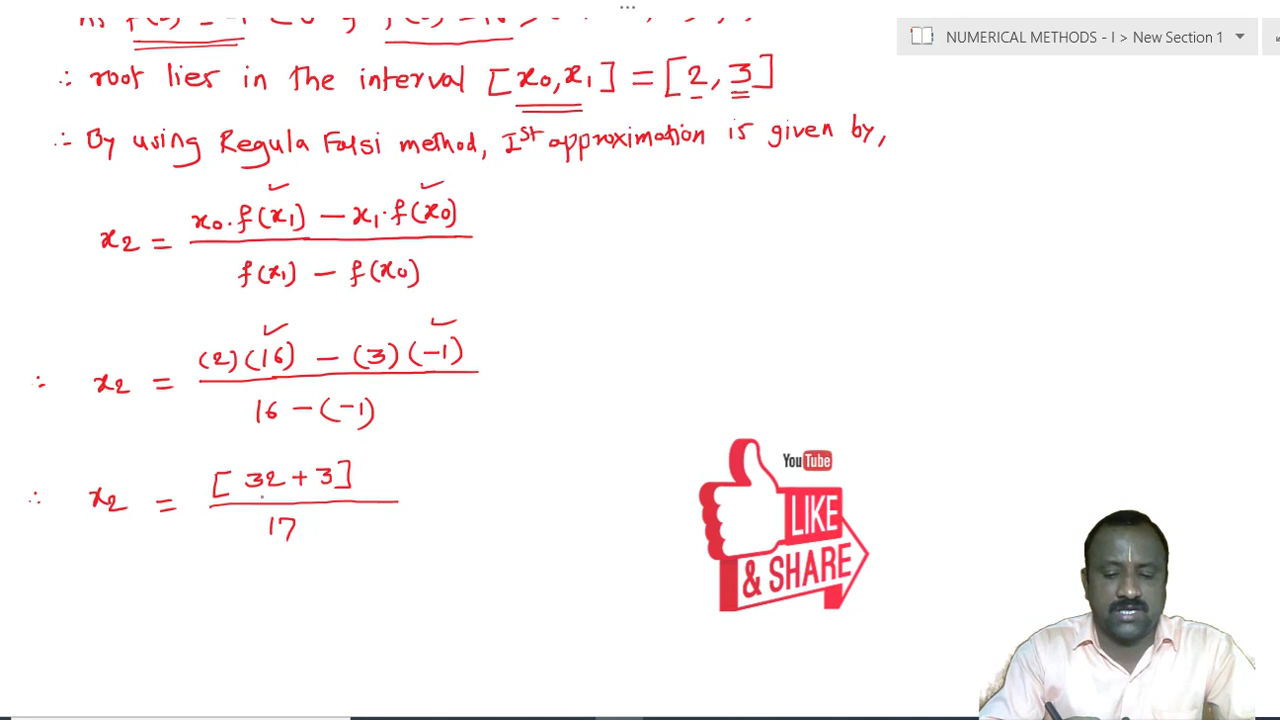 NUMERICAL METHODS - I > New Section 1
∴ root lies in the interval [x₀, x₁] = [2, 3]
∴ By using Regula Falsi method, Iˢᵗ approximation is given by,
x₂ = x₀·f(x₁) − x₁·f(x₀)
f(x₁) − f(x₀)
∴ x₂ = (2)(16) − (3)(−1)
16 − (−1)
∴ x₂ = [32 + 3]
17
YouTube
LIKE
& SHARE